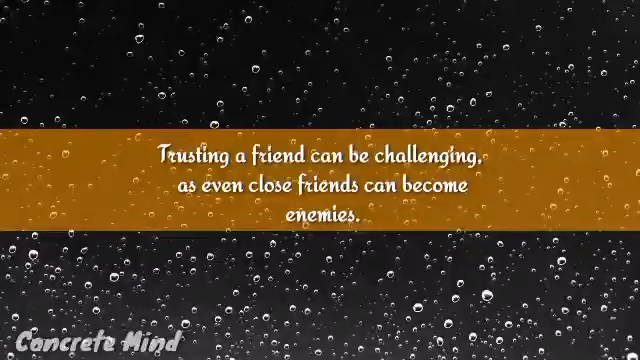 Trusting a friend can be challenging,
as even close friends can become
enemies.
Concrete Mind